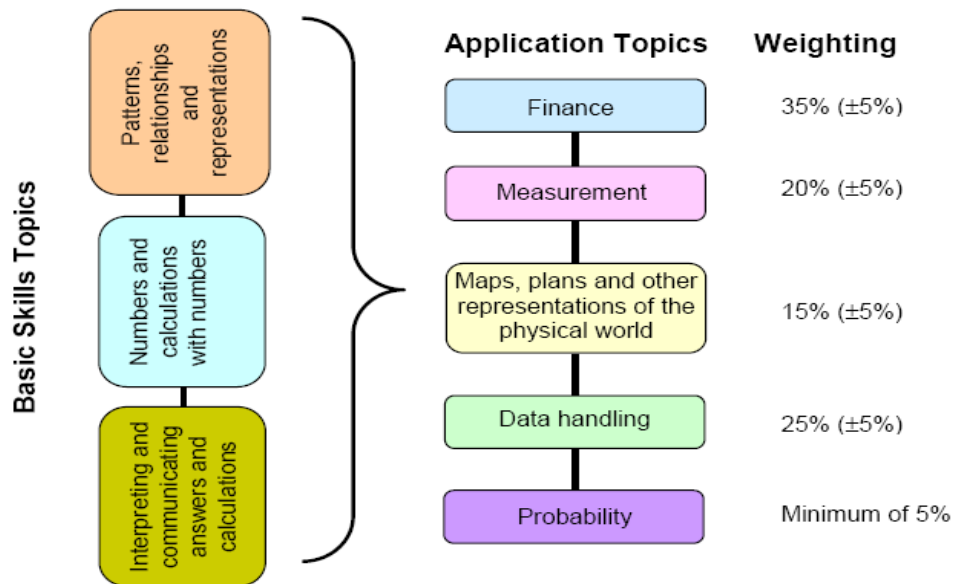 Basic Skills Topics
Patterns,
relationships
and
representations
Numbers and
calculations
with numbers
Interpreting and
communicating
answers and
calculations
Application Topics
Weighting
Finance
35% (±5%)
Measurement
20% (±5%)
Maps, plans and other
representations of the
physical world
15% (±5%)
Data handling
25% (±5%)
Probability
Minimum of 5%